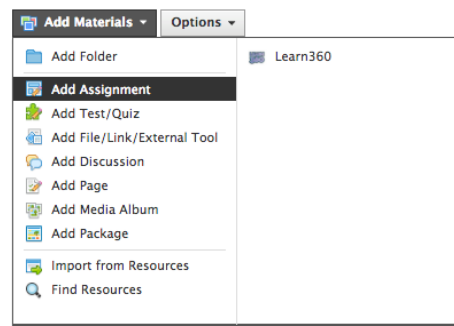 Add Materials Options
Add Folder
Learn360
Add Assignment
Add Test/Quiz
Add File/Link/External Tool
Add Discussion
Add Page
Add Media Album
Add Package
Import from Resources
Find Resources